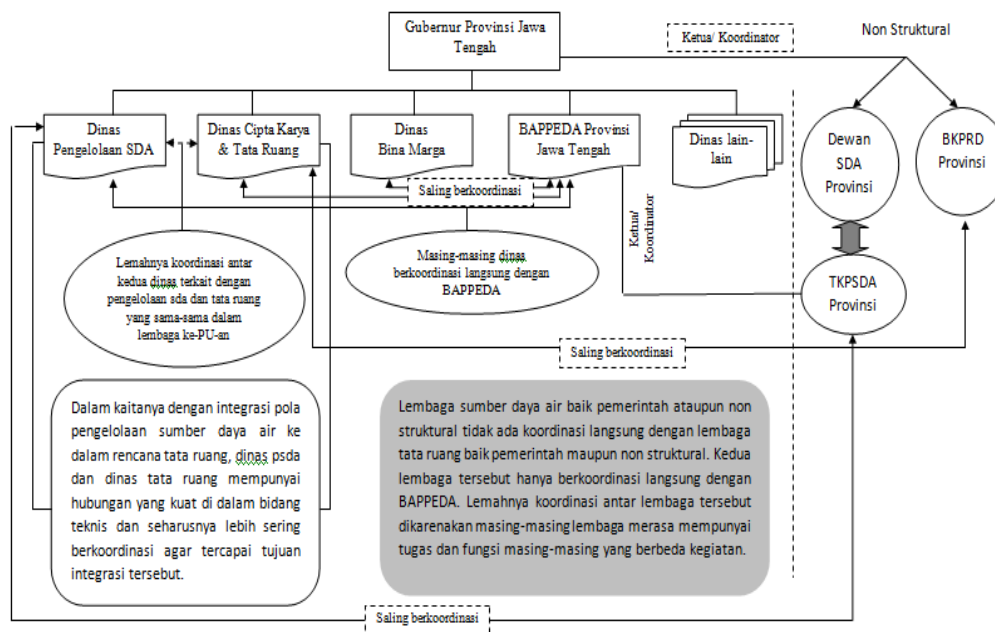 Gubernur Provinsi Jawa
Tengah
Ketua/ Koordinator
Non Struktural
Dinas
Pengelolaan SDA
Dinas Cipta Karya
& Tata Ruang
Dinas
Bina Marga
BAPPEDA Provinsi
Jawa Tengah
Dinas lain-
lain
Dewan
SDA
Provinsi
BKPRD
Provinsi
Saling berkoordinasi
Ketua/
Koordinator
Lemahnya koordinasi antar
kedua dinas terkait dengan
pengelolaan sda dan tata ruang
yang sama-sama dalam
lembaga ke-PU-an
Masing-masing dinas
berkoordinasi langsung dengan
BAPPEDA
TKPSDA
Provinsi
Saling berkoordinasi
Dalam kaitanya dengan integrasi pola
pengelolaan sumber daya air ke
dalam rencana tata ruang, dinas psda
dan dinas tata ruang mempunyai
hubungan yang kuat di dalam bidang
teknis dan seharusnya lebih sering
berkoordinasi agar tercapai tujuan
integrasi tersebut.
Lembaga sumber daya air baik pemerintah ataupun non
struktural tidak ada koordinasi langsung dengan lembaga
tata ruang baik pemerintah maupun non struktural. Kedua
lembaga tersebut hanya berkoordinasi langsung dengan
BAPPEDA. Lemahnya koordinasi antar lembaga tersebut
dikarenakan masing-masing lembaga merasa mempunyai
tugas dan fungsi masing-masing yang berbeda kegiatan.
Saling berkoordinasi